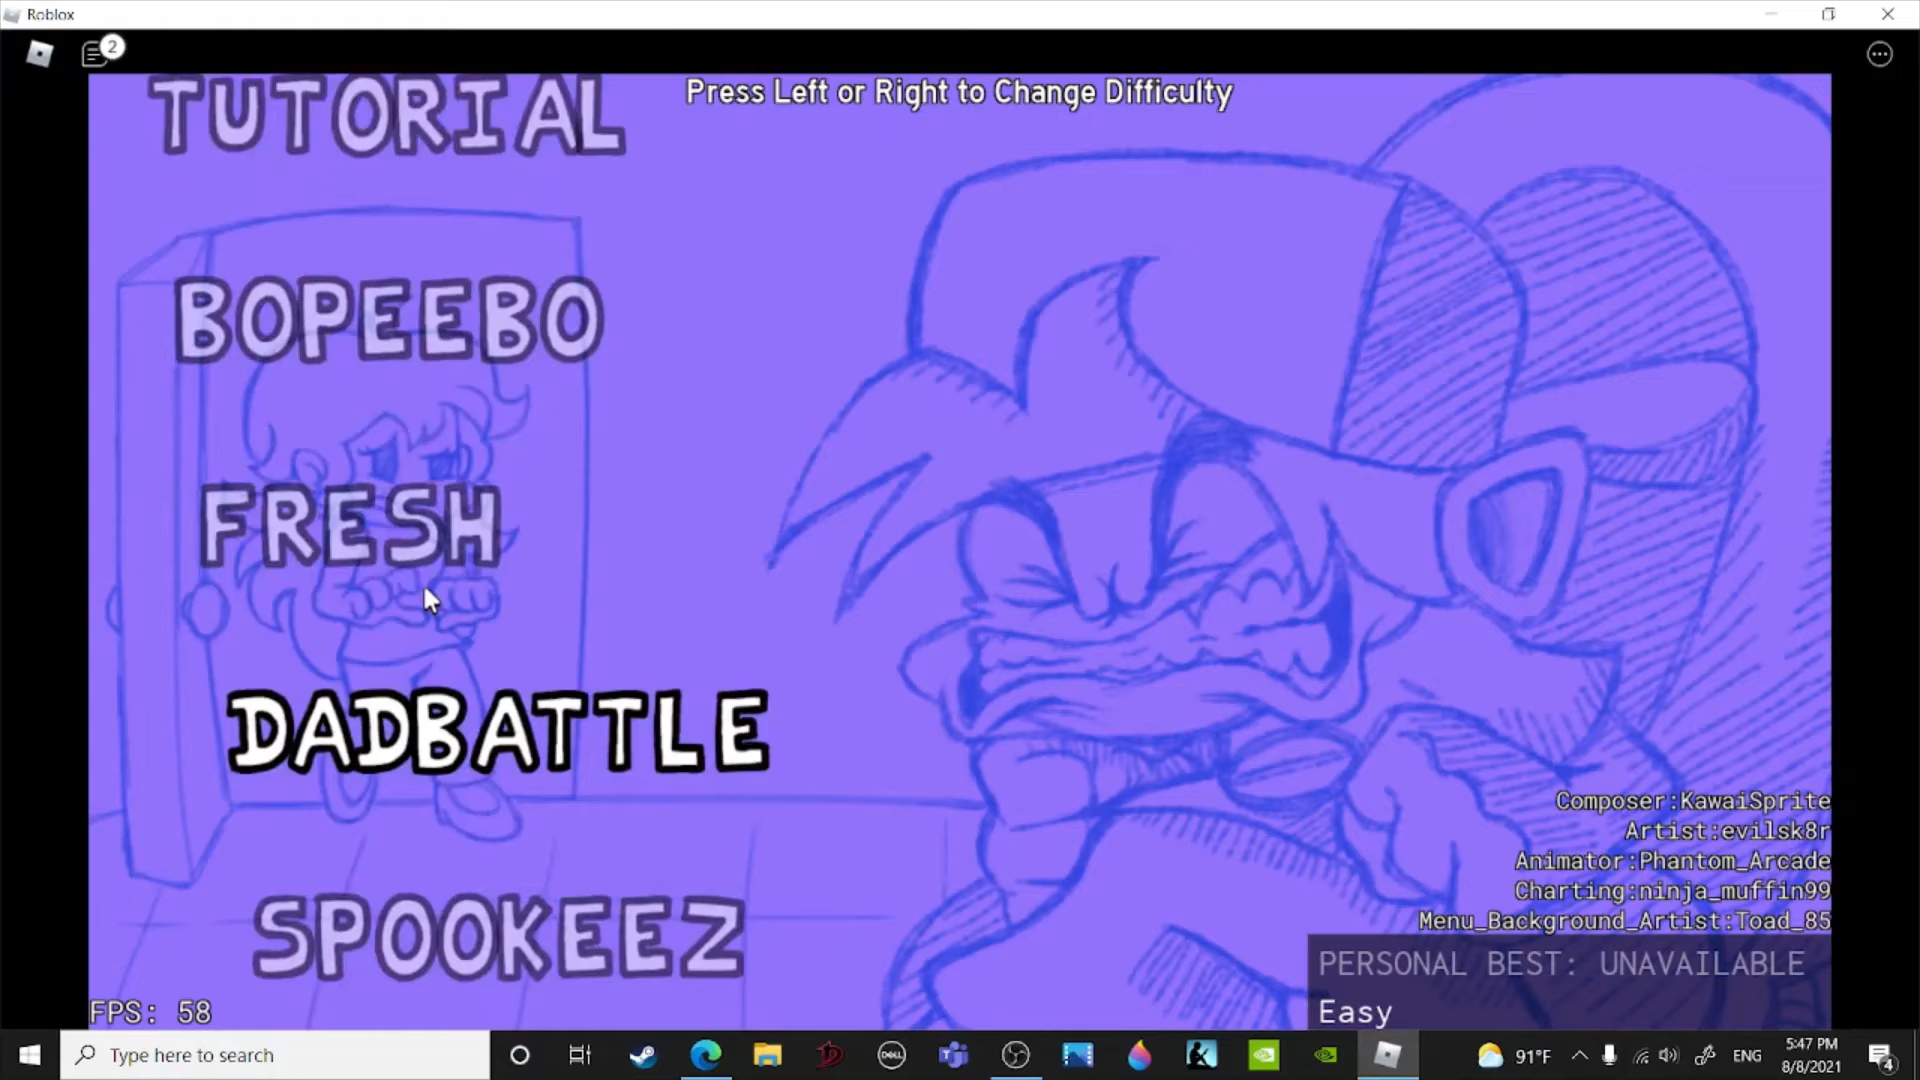 Roblox
2
Press Left or Right to Change Difficulty
TUTORIAL
BOPEEBO
FRESH
DADBATTLE
SPOOKEEZ
Composer:KawaiSprite
Artist:evilsk8r
Animator:Phantom_Arcade
Charting:ninja_muffin99
Menu_Background_Artist:Toad_85
PERSONAL BEST: UNAVAILABLE
Easy
FPS: 58
Type here to search
DELL
91°F
ENG
5:47 PM
8/8/2021
4